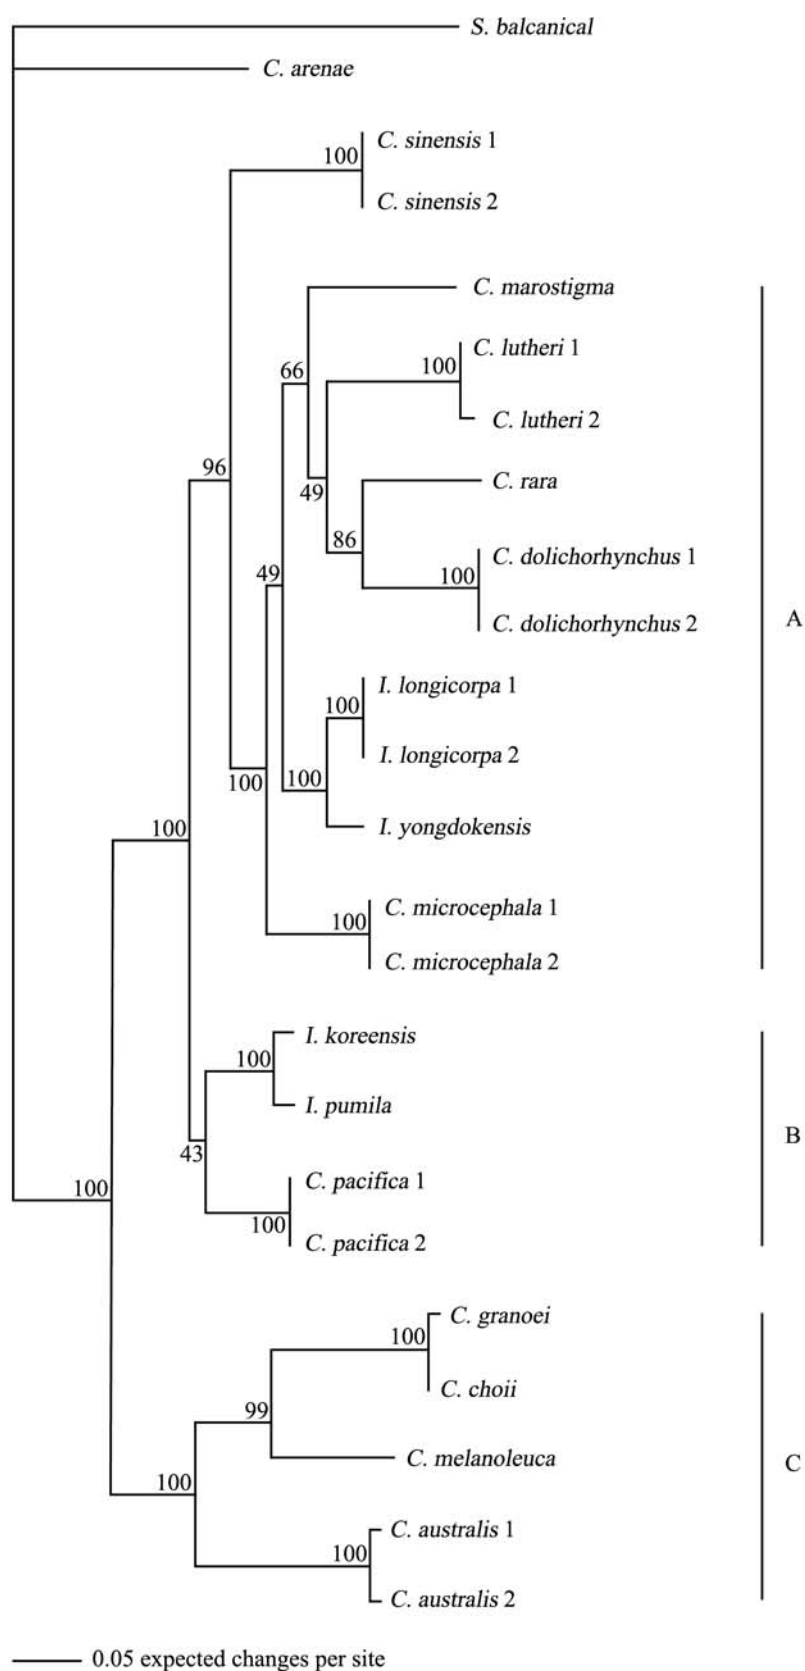 S. balcanical
C. arenae
C. sinensis 1
100
C. sinensis 2
C. marostigma
C. lutheri 1
100
66
C. lutheri 2
96
C. rara
49
86
C. dolichorhynchus 1
49
100
C. dolichorhynchus 2
A
I. longicorpa 1
100
I. longicorpa 2
100
100
I. yongdokensis
100
C. microcephala 1
100
C. microcephala 2
I. koreensis
100
I. pumila
B
43
C. pacifica 1
100
100
C. pacifica 2
C. granoei
100
C. choii
99
C. melanoleuca
C
100
C. australis 1
100
C. australis 2
0.05 expected changes per site